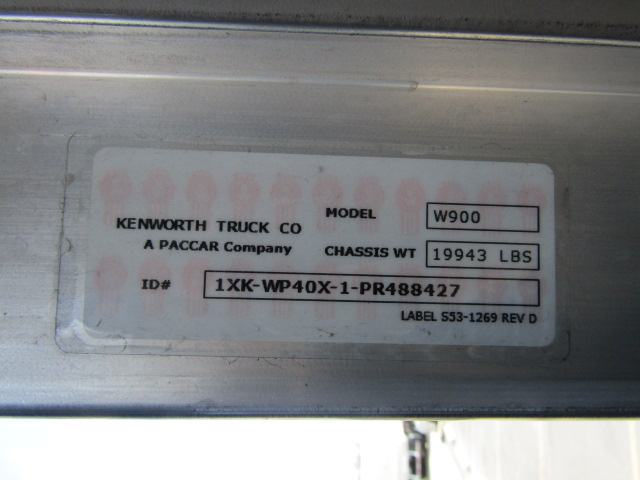 KENWORTH TRUCK CO
A PACCAR Company
MODEL W900
CHASSIS WT 19943 LBS
ID# 1XK-WP40X-1-PR488427
LABEL S53-1269 REV D